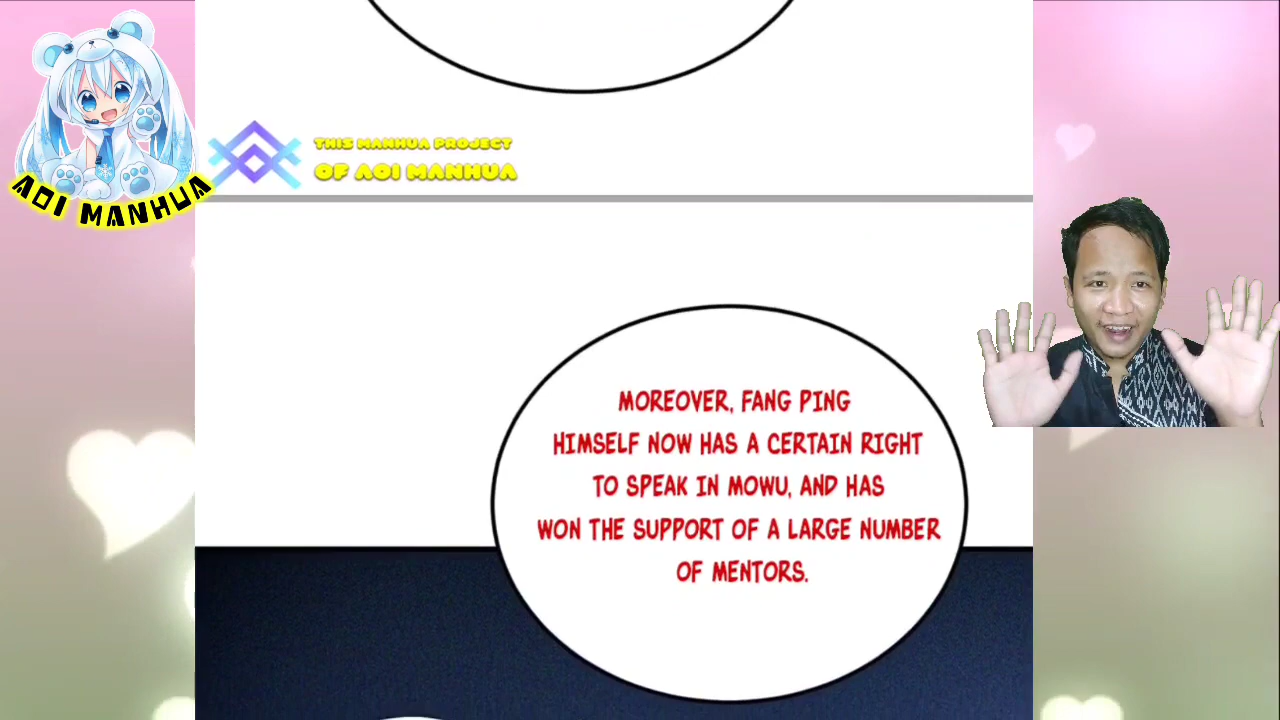 AOI MANHUA
THIS MANHUA PROJECT
OF AOI MANHUA
MOREOVER, FANG PING
HIMSELF NOW HAS A CERTAIN RIGHT
TO SPEAK IN MOWU, AND HAS
WON THE SUPPORT OF A LARGE NUMBER
OF MENTORS.